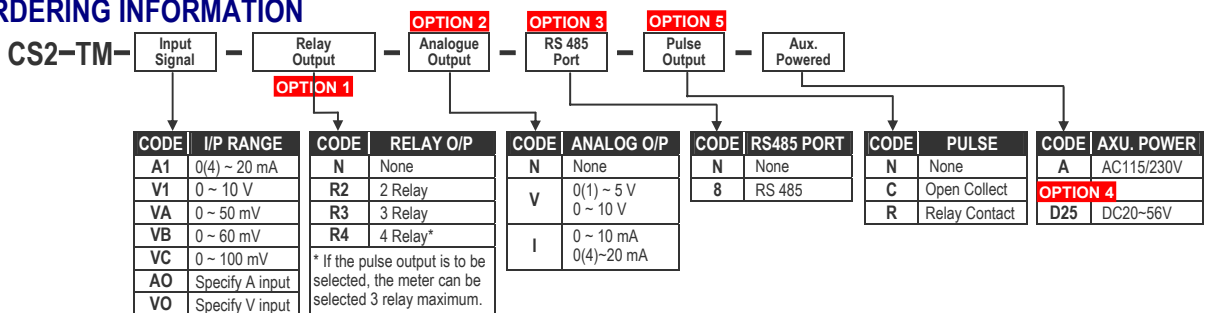 RDERING INFORMATION
OPTION 2 OPTION 3 OPTION 5
CS2-TM- Input Signal - Relay Output - Analogue Output - RS 485 Port - Pulse Output - Aux. Powered
OPTION 1
CODE I/P RANGE
A1 0(4) ~ 20 mA
V1 0 ~ 10 V
VA 0 ~ 50 mV
VB 0 ~ 60 mV
VC 0 ~ 100 mV
AO Specify A input
VO Specify V input
CODE RELAY O/P
N None
R2 2 Relay
R3 3 Relay
R4 4 Relay*
* If the pulse output is to be
selected, the meter can be
selected 3 relay maximum.
CODE ANALOG O/P
N None
V 0(1) ~ 5 V
0 ~ 10 V
I 0 ~ 10 mA
0(4)~20 mA
CODE RS485 PORT
N None
8 RS 485
CODE PULSE
N None
C Open Collect
R Relay Contact
CODE AXU. POWER
A AC115/230V
OPTION 4
D25 DC20~56V